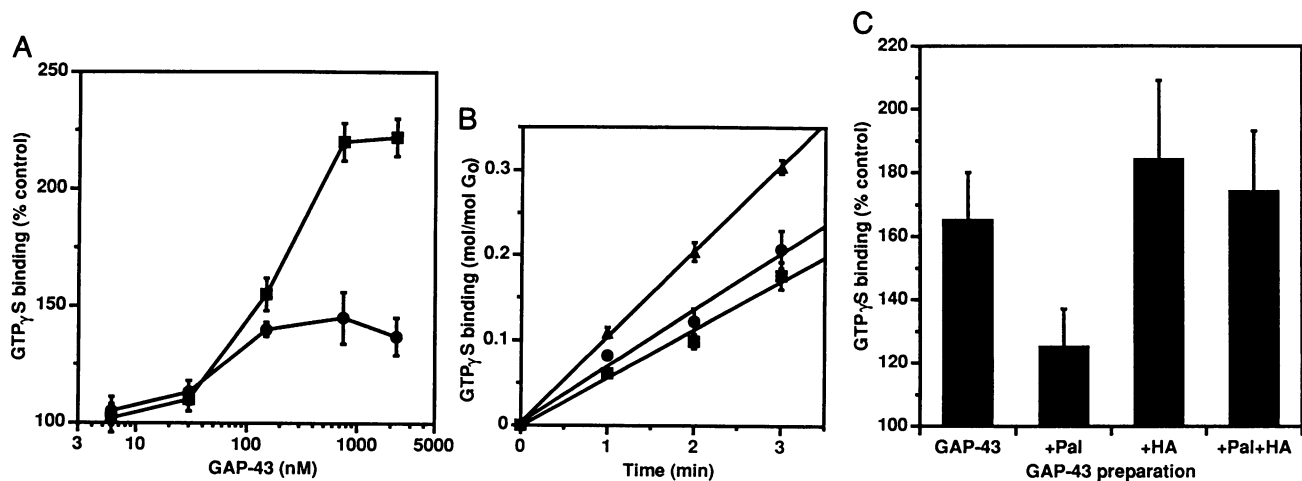 A
GTPγS binding (% control)
250
200
150
100
3
10
100
1000
5000
GAP-43 (nM)
B
GTPγS binding (mol/mol G₀)
0.3
0.2
0.1
0
0
1
2
3
Time (min)
C
GTPγS binding (% control)
220
200
180
160
140
120
100
GAP-43
+Pal
+HA
+Pal+HA
GAP-43 preparation